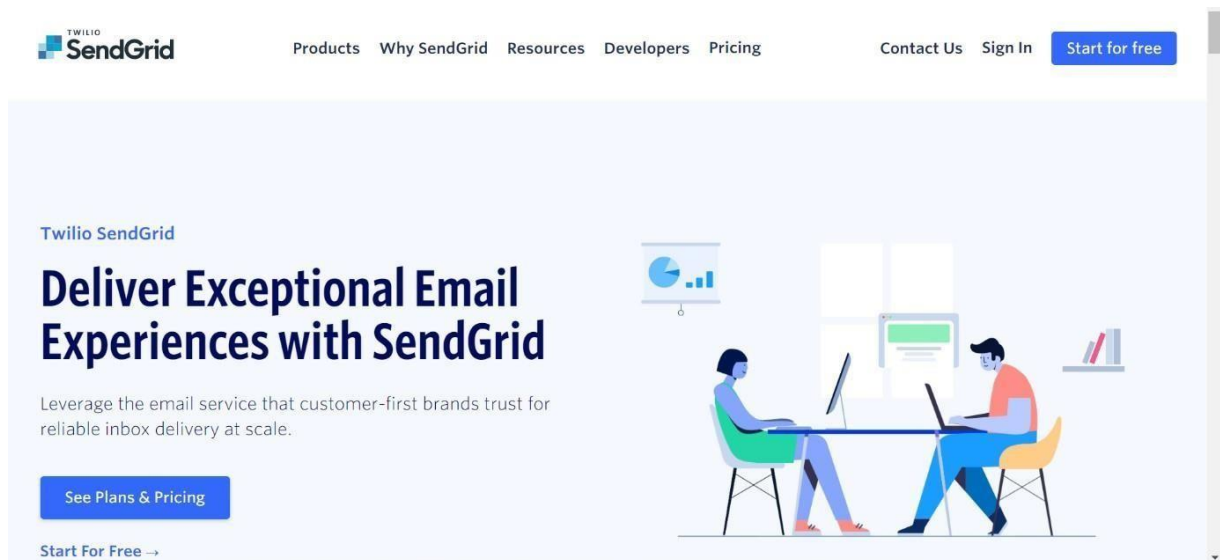 TWILIO
SendGrid
Products Why SendGrid Resources Developers Pricing
Contact Us Sign In Start for free
Twilio SendGrid
Deliver Exceptional Email
Experiences with SendGrid
Leverage the email service that customer-first brands trust for
reliable inbox delivery at scale.
See Plans & Pricing
Start For Free →